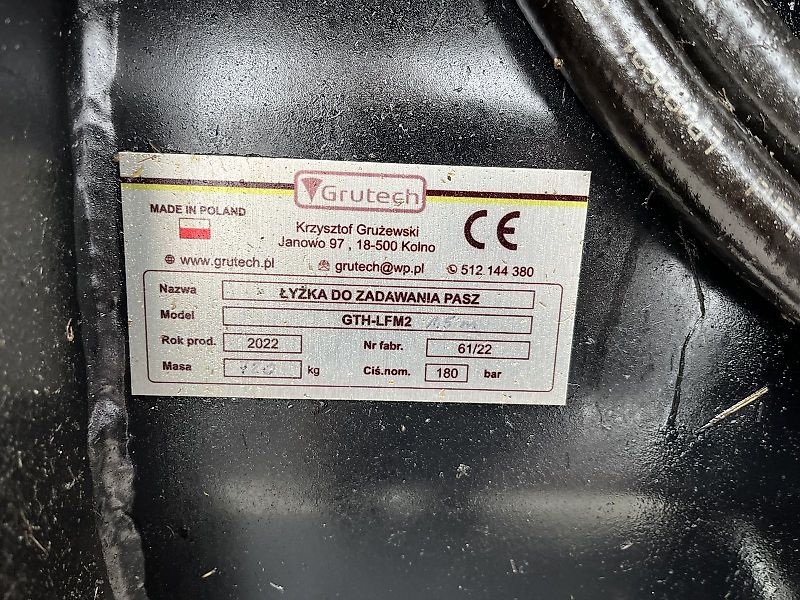 Grutech
MADE IN POLAND
Krzysztof Grużewski
Janowo 97 , 18-500 Kolno
CE
www.grutech.pl grutech@wp.pl 512 144 380
Nazwa ŁYŻKA DO ZADAWANIA PASZ
Model GTH-LFM2 1.5 m
Rok prod. 2022 Nr fabr. 61/22
Masa kg Ciś.nom. 180 bar